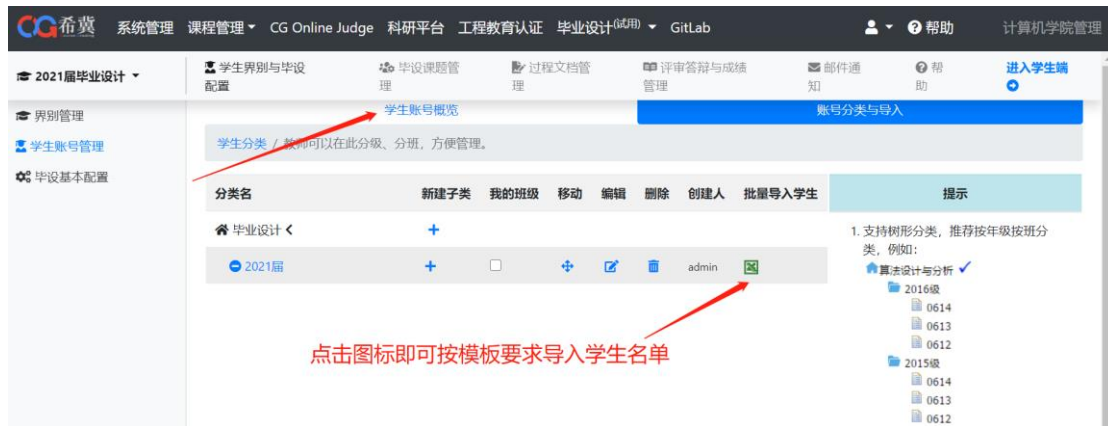 CG希冀 系统管理 课程管理 CG Online Judge 科研平台 工程教育认证 毕业设计(试用) GitLab 帮助 计算机学院管理
2021届毕业设计
学生界别与毕设配置
毕设课题管理
过程文档管理
评审答辩与成绩管理
邮件通知
帮助
进入学生端
界别管理
学生账号管理
毕设基本配置
学生账号概览 账号分类与导入
学生分类 / 教师可以在此分级、分班，方便管理。
分类名 新建子类 我的班级 移动 编辑 删除 创建人 批量导入学生 提示
毕业设计
2021届 admin
点击图标即可按模板要求导入学生名单
1. 支持树形分类，推荐按年级按班分
类，例如：
算法设计与分析
2016级
0614
0613
0612
2015级
0614
0613
0612